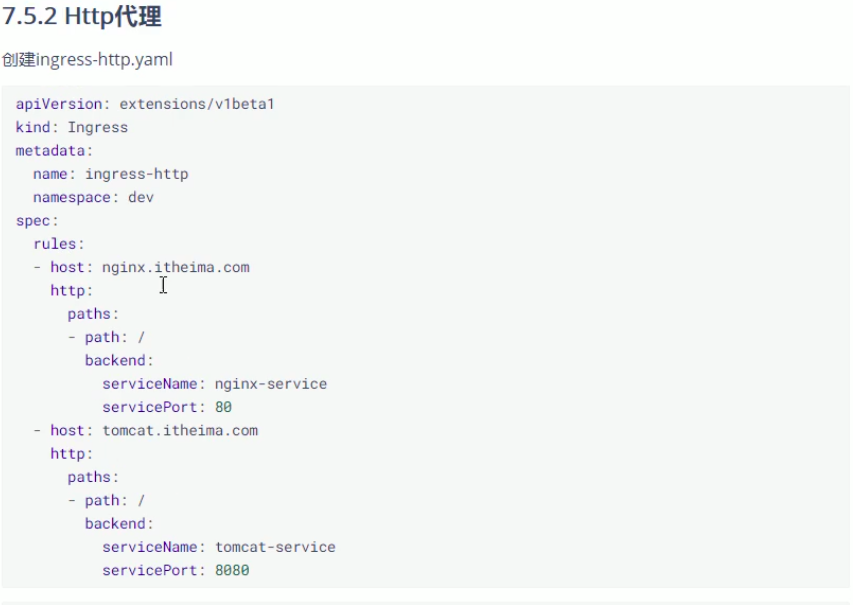 7.5.2 Http代理
创建ingress-http.yaml
apiVersion: extensions/v1beta1
kind: Ingress
metadata:
  name: ingress-http
  namespace: dev
spec:
  rules:
  - host: nginx.itheima.com
    http:
      paths:
      - path: /
        backend:
          serviceName: nginx-service
          servicePort: 80
  - host: tomcat.itheima.com
    http:
      paths:
      - path: /
        backend:
          serviceName: tomcat-service
          servicePort: 8080